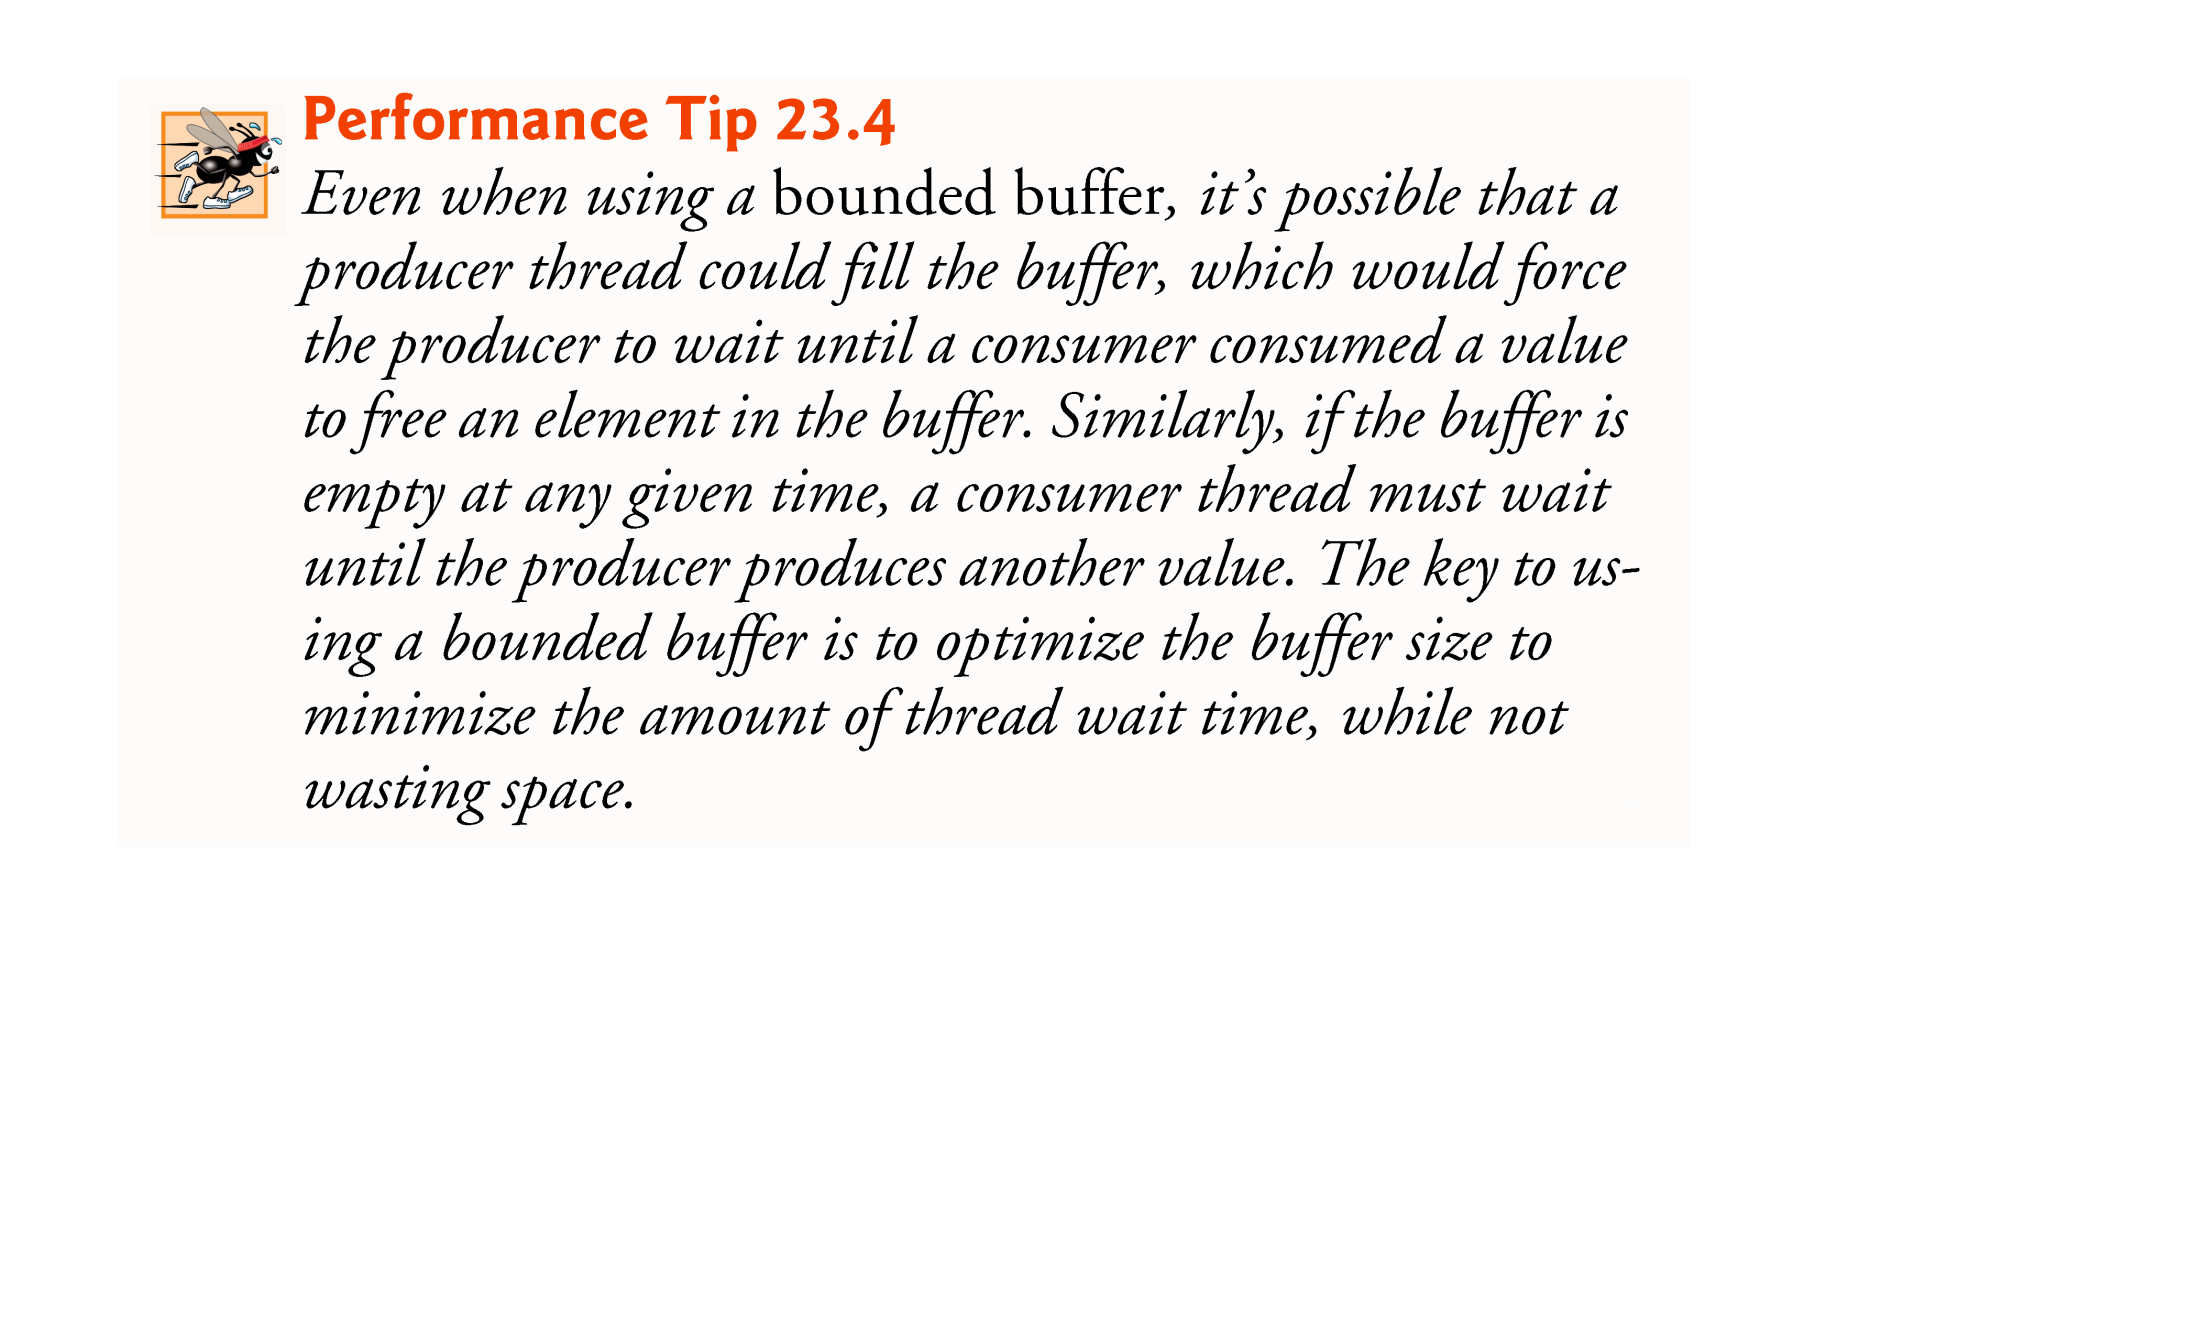 Performance Tip 23.4
Even when using a bounded buffer, it’s possible that a
producer thread could fill the buffer, which would force
the producer to wait until a consumer consumed a value
to free an element in the buffer. Similarly, if the buffer is
empty at any given time, a consumer thread must wait
until the producer produces another value. The key to us-
ing a bounded buffer is to optimize the buffer size to
minimize the amount of thread wait time, while not
wasting space.